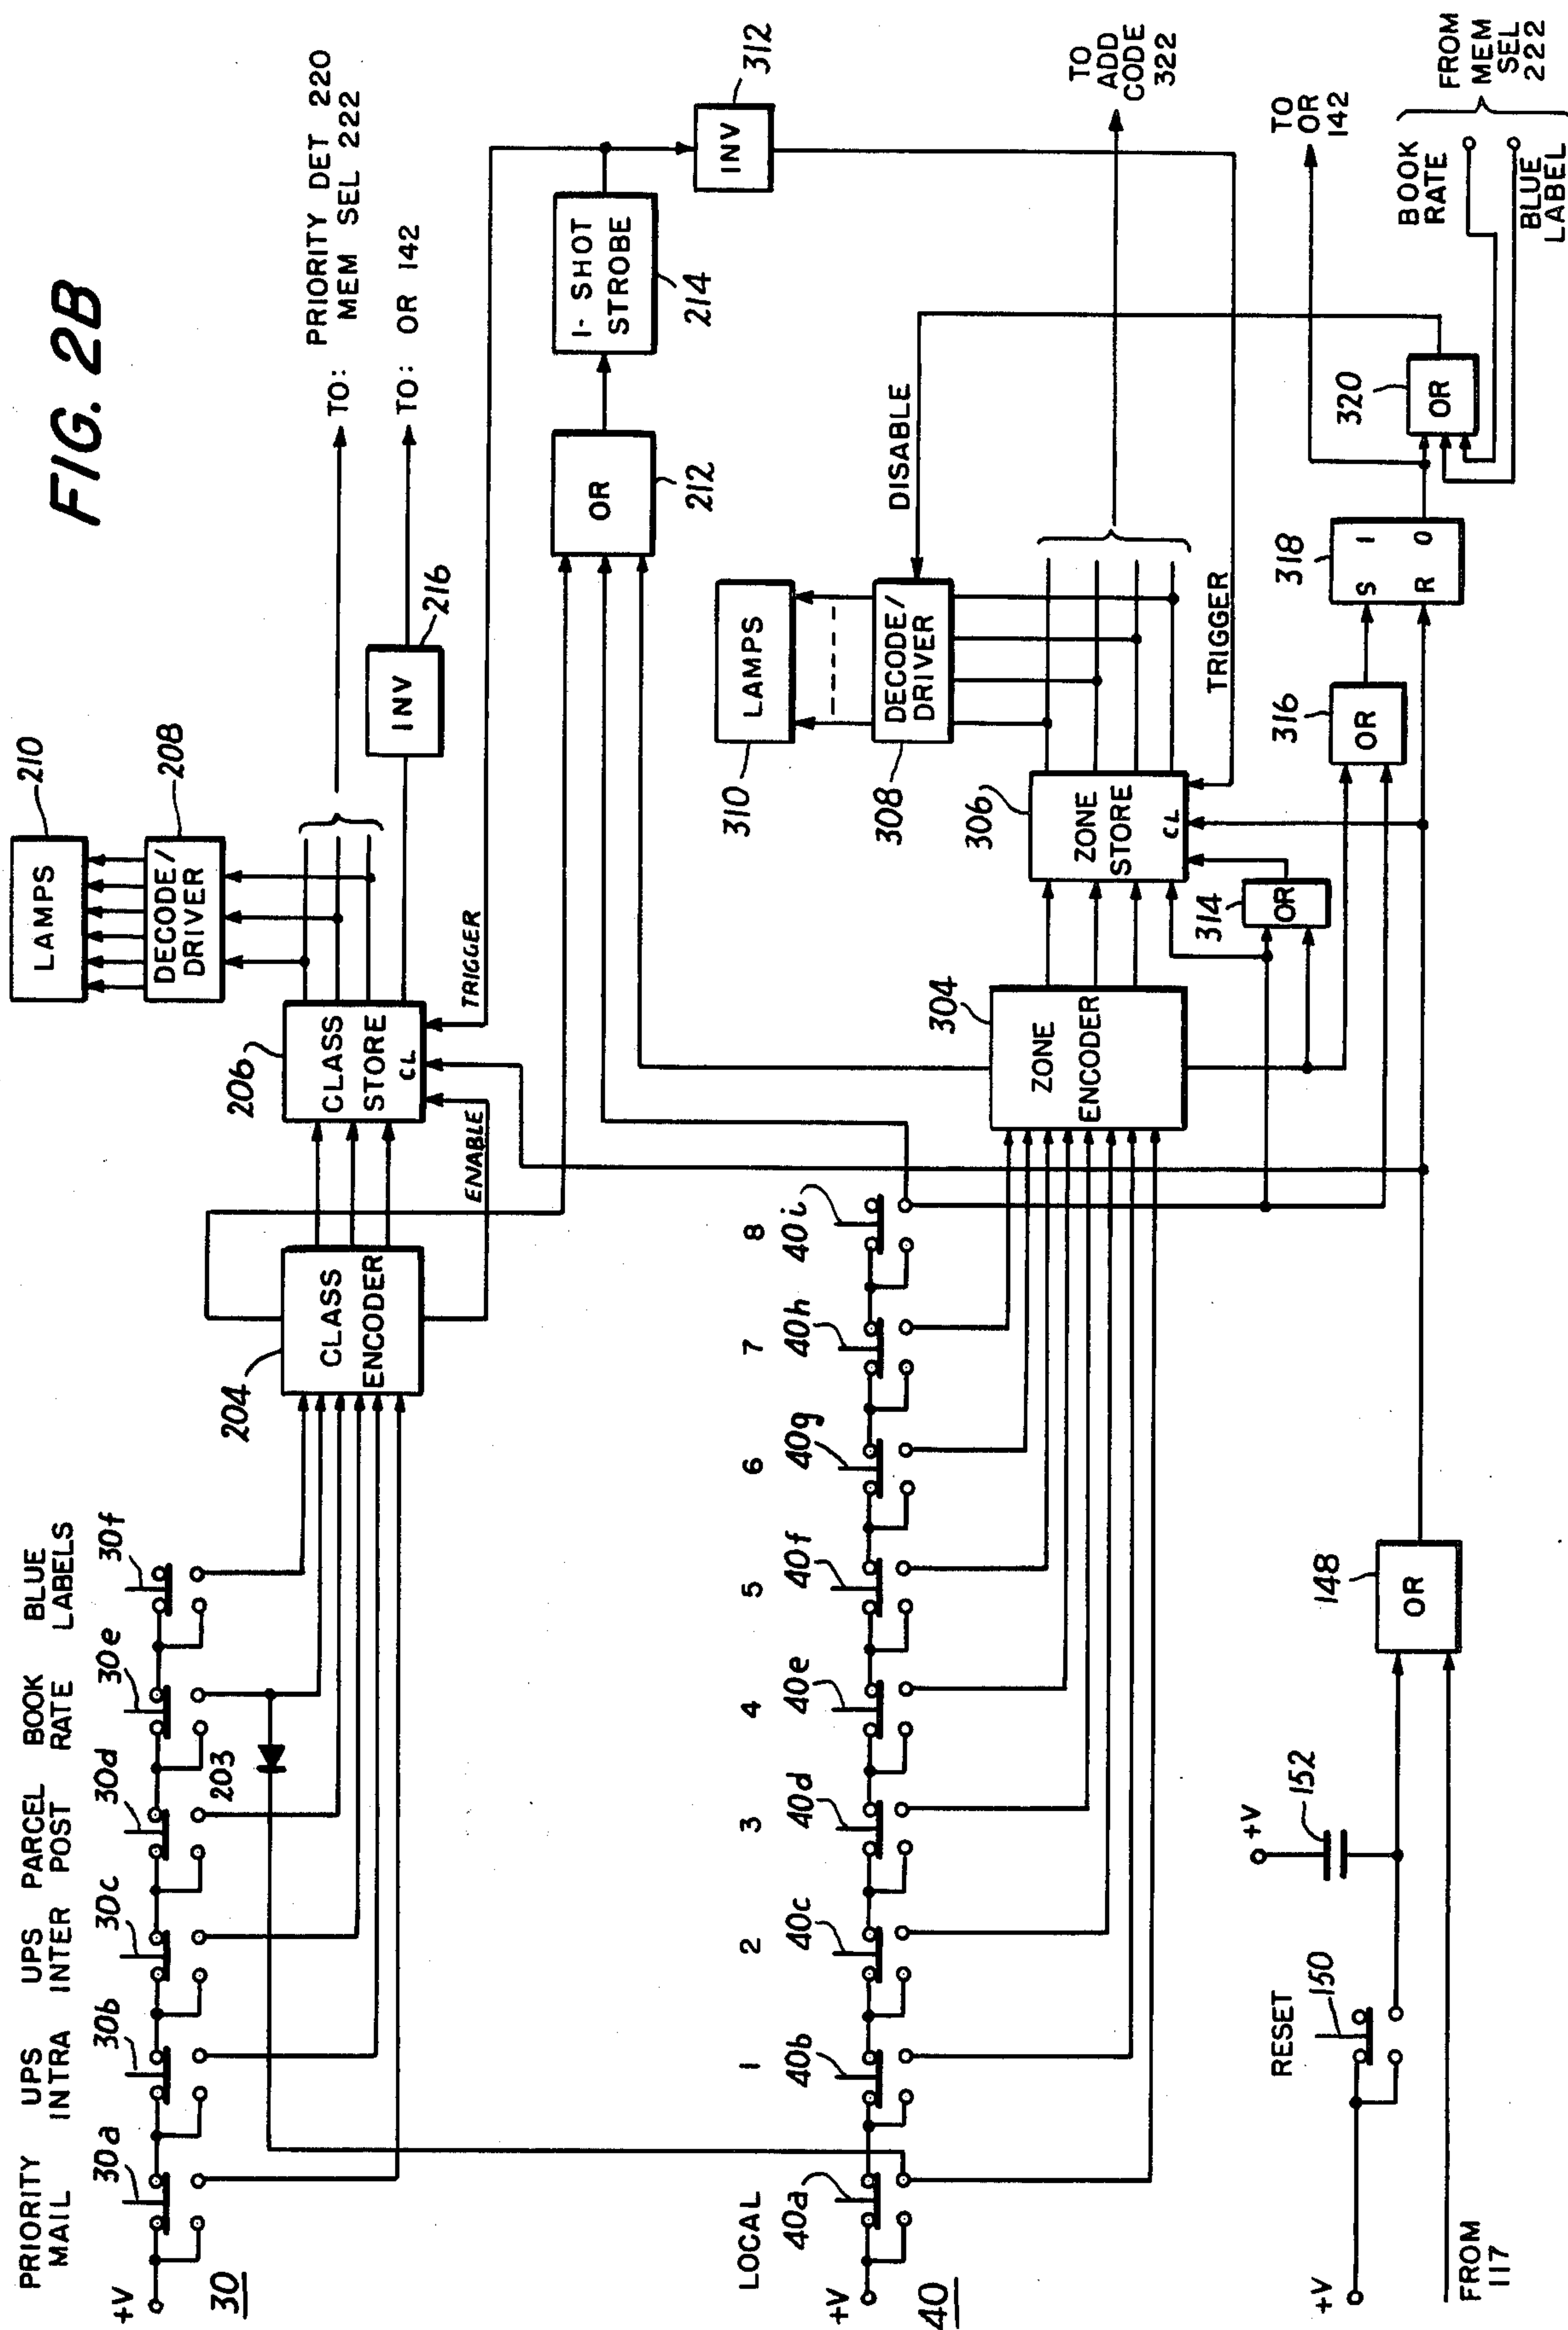 FIG. 2B
PRIORITY MAIL
UPS INTRA
UPS INTER
PARCEL POST
BOOK RATE
BLUE LABELS
30a
30b
30c
30d
30e
30f
+V
30
203
204
CLASS ENCODER
ENABLE
206
CLASS STORE
CL
TRIGGER
LAMPS
210
DECODE/ DRIVER
208
INV
216
TO: PRIORITY DET 220
MEM SEL 222
TO: OR 142
OR
212
1- SHOT STROBE
214
INV
312
LOCAL
1
2
3
4
5
6
7
8
40a
40b
40c
40d
40e
40f
40g
40h
40i
+V
40
ZONE ENCODER
304
ZONE STORE
CL
306
OR
314
TRIGGER
LAMPS
310
DECODE/ DRIVER
308
DISABLE
TO ADD CODE 322
RESET
150
+V
+V
152
FROM 117
OR
148
OR
316
S 1
R 0
318
OR
320
TO OR 142
BOOK RATE
BLUE LABEL
FROM MEM SEL 222